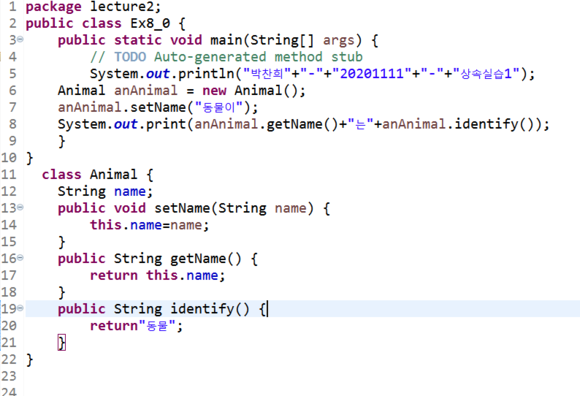 1 package lecture2;
2 public class Ex8_0 {
3     public static void main(String[] args) {
4         // TODO Auto-generated method stub
5         System.out.println("박찬희"+"-"+"20201111"+"-"+"상속실습1");
6     Animal anAnimal = new Animal();
7     anAnimal.setName("동물이");
8     System.out.print(anAnimal.getName()+"는"+anAnimal.identify());
9     }
10 }
11   class Animal {
12     String name;
13     public void setName(String name) {
14         this.name=name;
15     }
16     public String getName() {
17         return this.name;
18     }
19     public String identify() {
20         return"동물";
21     }
22 }
23
24